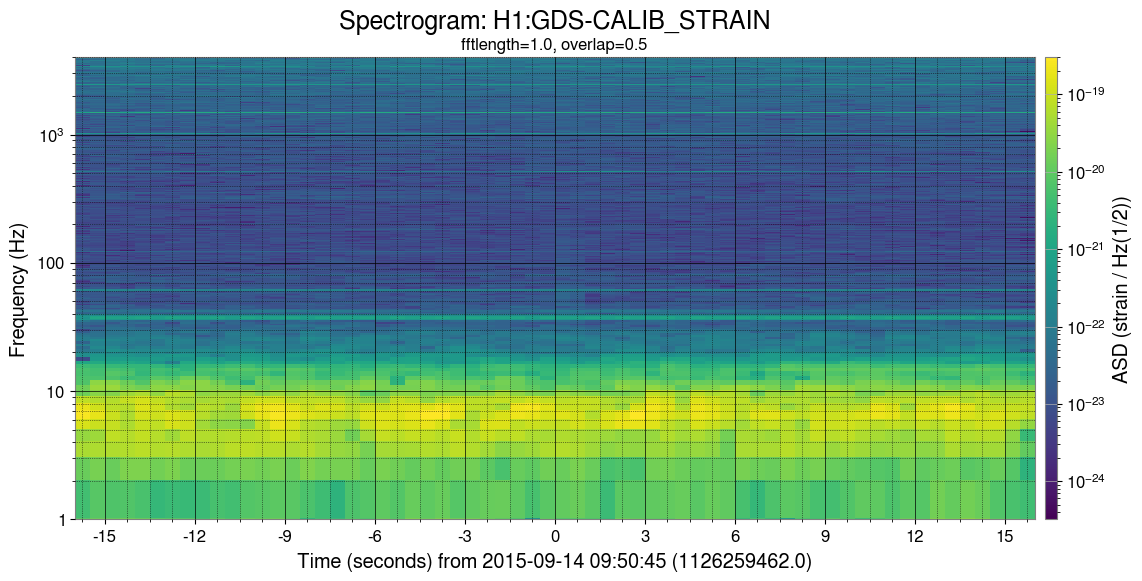 Spectrogram: H1:GDS-CALIB_STRAIN
fftlength=1.0, overlap=0.5
Frequency (Hz)
10³
100
10
1
-15 -12 -9 -6 -3 0 3 6 9 12 15
Time (seconds) from 2015-09-14 09:50:45 (1126259462.0)
10⁻¹⁹
10⁻²⁰
10⁻²¹
10⁻²²
10⁻²³
10⁻²⁴
ASD (strain / Hz(1/2))